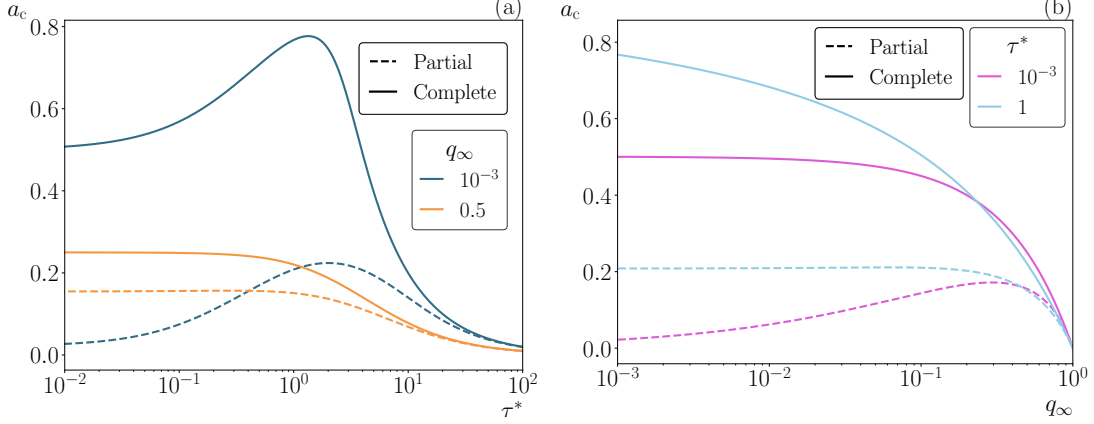 a_c
(a)
0.8
0.6
0.4
0.2
0.0
10^{-2}
10^{-1}
10^0
10^1
10^2
τ*
Partial
Complete
q_∞
10^{-3}
0.5
a_c
(b)
0.8
0.6
0.4
0.2
0.0
10^{-3}
10^{-2}
10^{-1}
10^0
q_∞
Partial
Complete
τ*
10^{-3}
1